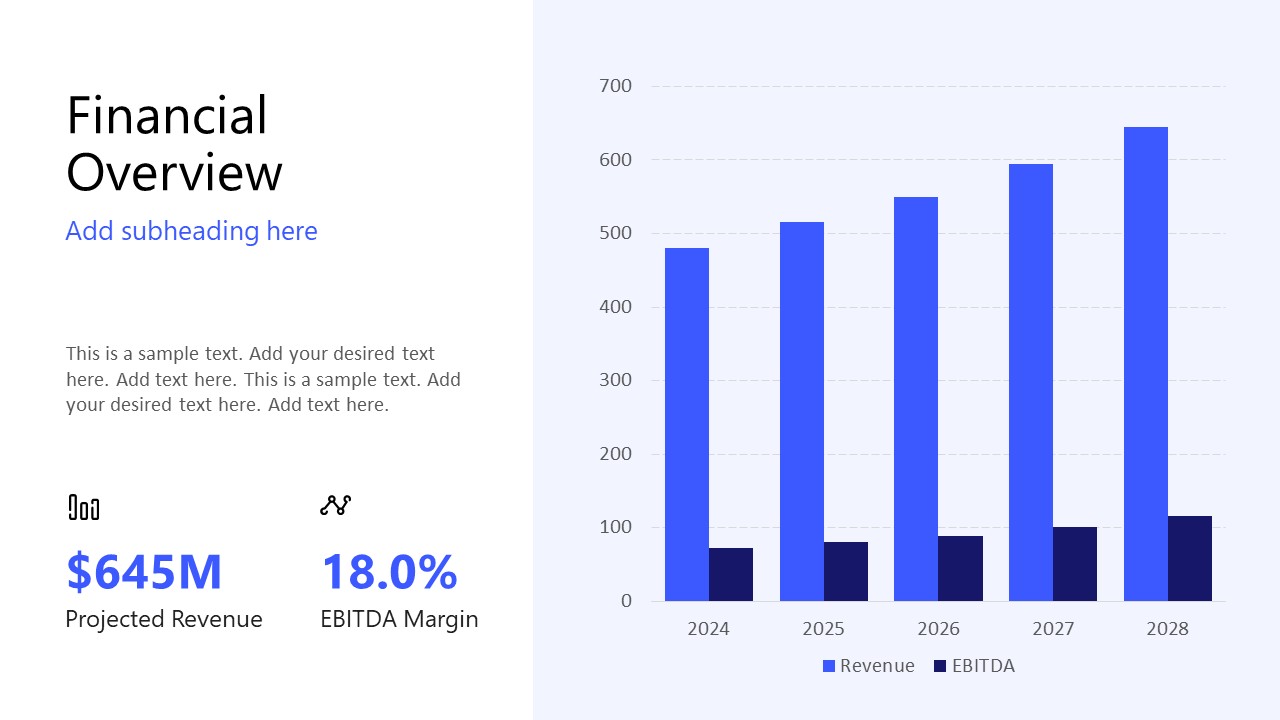 Financial
Overview
Add subheading here
This is a sample text. Add your desired text
here. Add text here. This is a sample text. Add
your desired text here. Add text here.
$645M
Projected Revenue
18.0%
EBITDA Margin
700
600
500
400
300
200
100
0
2024 2025 2026 2027 2028
Revenue EBITDA